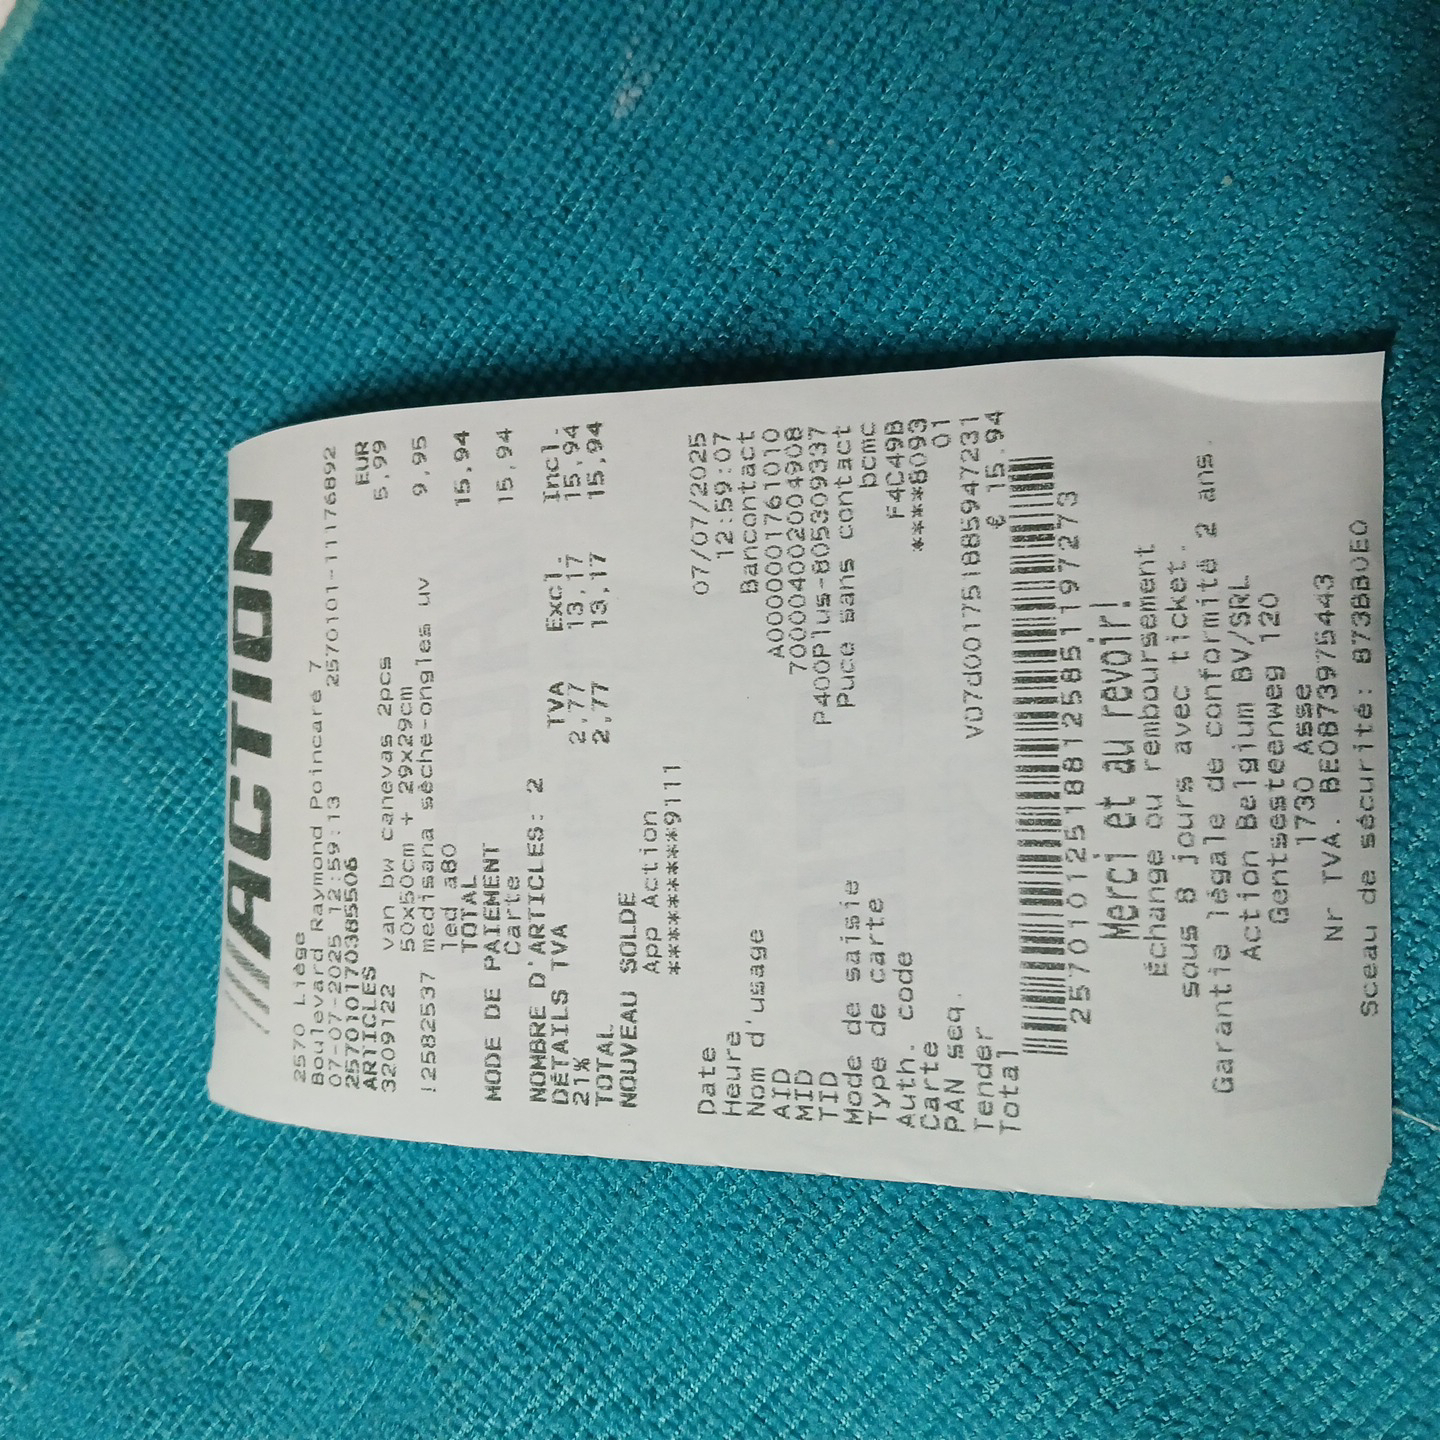 ///ACTION
2570 Liège
Boulevard Raymond Poincaré 7
07-07-2025 12:59:13 2570101-11176892
25701017038550​6
ARTICLES EUR
3209122 van bw canevas 2pcs 5,99
50x50cm + 29x29cm
12582537 medisana sèche-ongles uv 9,95
led a80
TOTAL 15,94
MODE DE PAIEMENT
Carte 15,94
NOMBRE D'ARTICLES: 2
DÉTAILS TVA TVA Excl. Incl.
21% 2,77 13,17 15,94
TOTAL 2,77 13,17 15,94
NOUVEAU SOLDE
App Action
***************9111
Date 07/07/2025
Heure 12:59:07
Nom d'usage Bancontact
AID A0000001761010
MID 700004002004908
TID P400Plus-805309337
Mode de saisie Puce sans contact
Type de carte bcmc
Auth. code F4C49B
Carte ****8093
PAN seq. 01
Tender V07d001751885947231
Total € 15.94
257010125188125851197273
Merci et au revoir!
Échange ou remboursement
sous 8 jours avec ticket.
Garantie légale de conformité 2 ans.
Action Belgium BV/SRL
Gentsesteenweg 120
1730 Asse
Nr TVA. BE0873975443
Sceau de sécurité: 873BB0E0